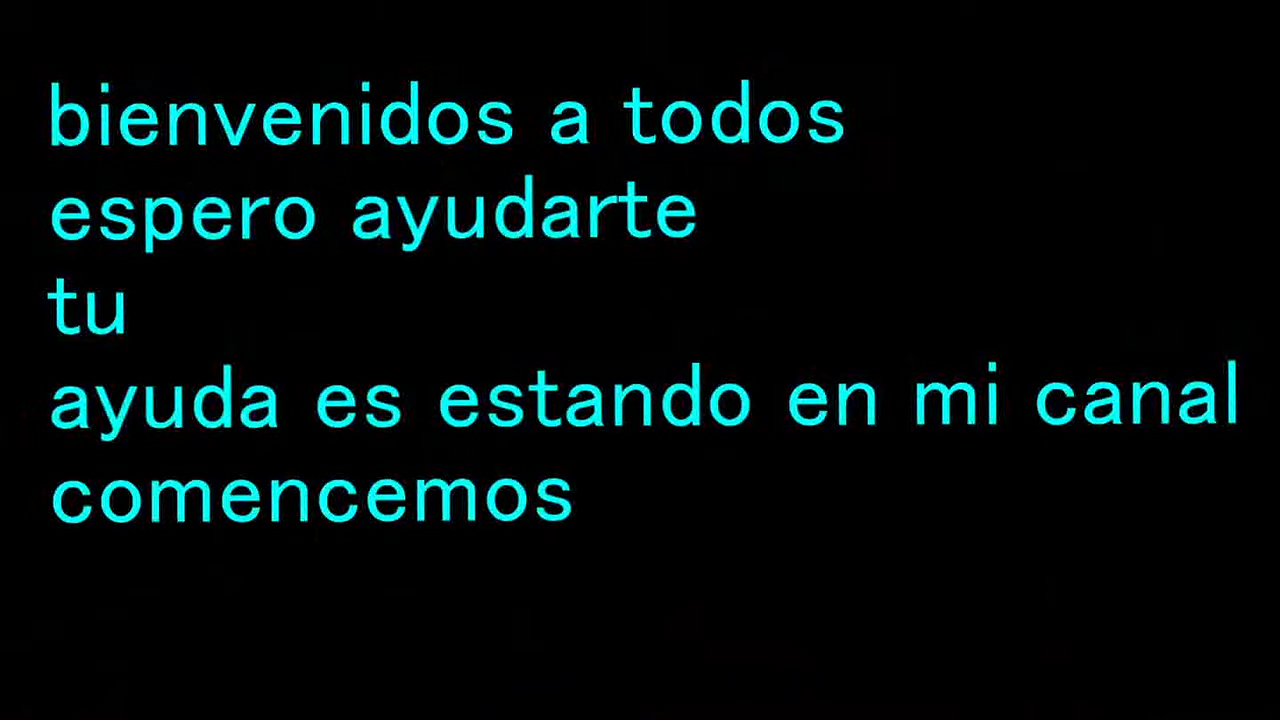 bienvenidos a todos
espero ayudarte
tu
ayuda es estando en mi canal
comencemos